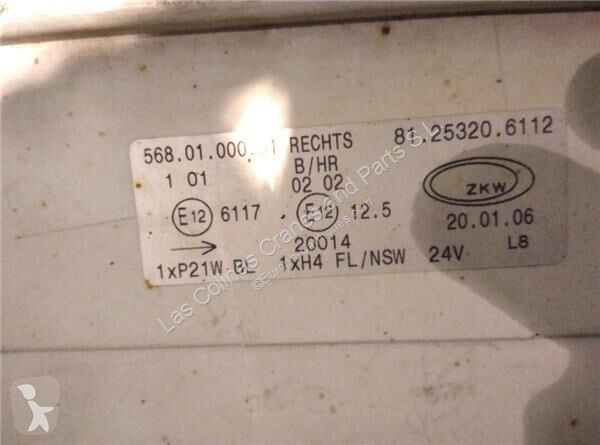 568.01.000.01 RECHTS 81.25320.6112
1 01 B/HR
02 02
ZKW
E12 6117 E12 12.5 20.01.06
→ 20014 L8
1xP21W BL 1xH4 FL/NSW 24V
Las Colinas Cranes and Parts S.L.
m